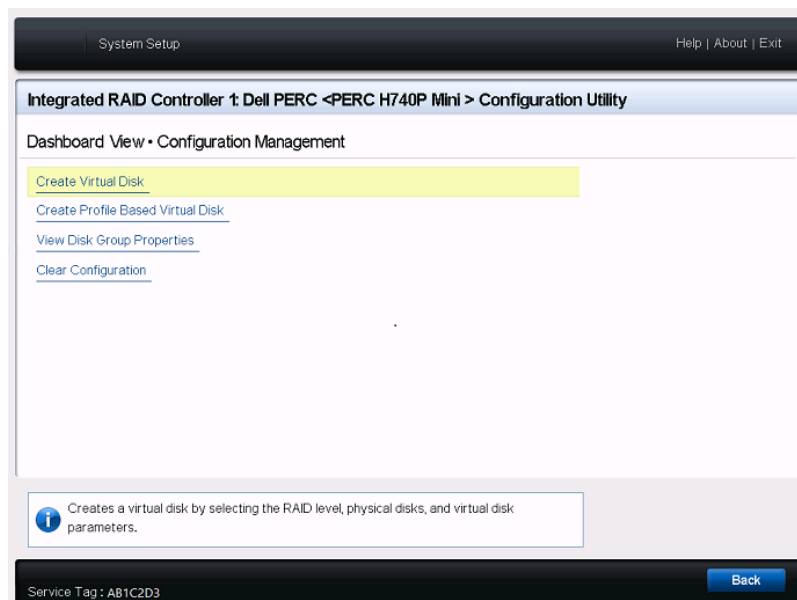 System Setup
Help | About | Exit
Integrated RAID Controller 1: Dell PERC <PERC H740P Mini > Configuration Utility
Dashboard View • Configuration Management
Create Virtual Disk
Create Profile Based Virtual Disk
View Disk Group Properties
Clear Configuration
Creates a virtual disk by selecting the RAID level, physical disks, and virtual disk
parameters.
Back
Service Tag : AB1C2D3